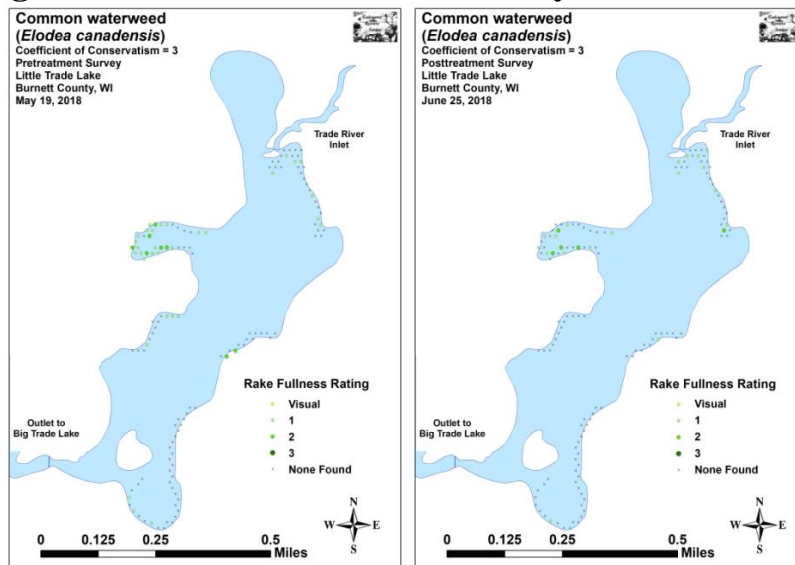 Common waterweed
(Elodea canadensis)
Coefficient of Conservatism = 3
Pretreatment Survey
Little Trade Lake
Burnett County, WI
May 19, 2018
Trade River
Inlet
Rake Fullness Rating
Visual
1
2
3
None Found
Outlet to
Big Trade Lake
N
W E
S
0 0.125 0.25 0.5
Miles
Common waterweed
(Elodea canadensis)
Coefficient of Conservatism = 3
Posttreatment Survey
Little Trade Lake
Burnett County, WI
June 25, 2018
Trade River
Inlet
Rake Fullness Rating
Visual
1
2
3
None Found
Outlet to
Big Trade Lake
N
W E
S
0 0.125 0.25 0.5
Miles